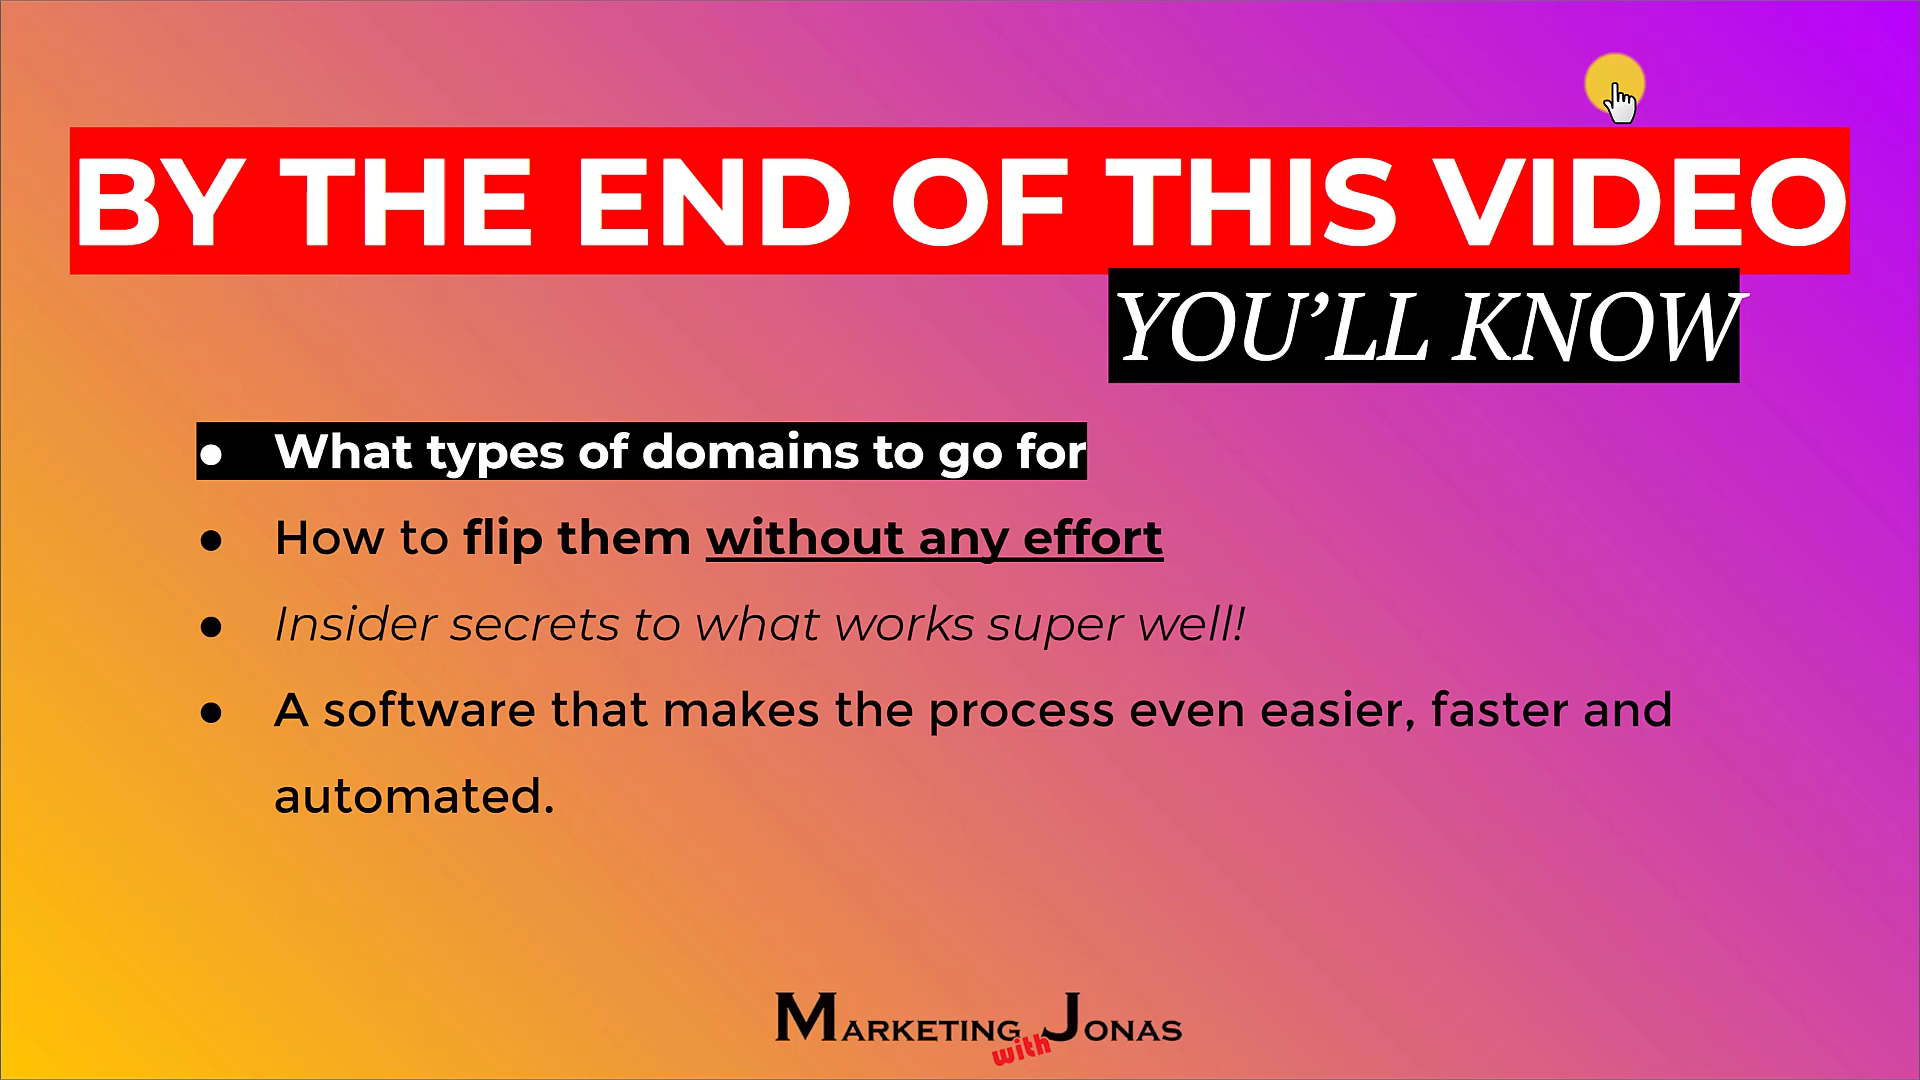 BY THE END OF THIS VIDEO
YOU’LL KNOW
● What types of domains to go for
● How to flip them without any effort
● Insider secrets to what works super well!
● A software that makes the process even easier, faster and
automated.
MARKETING with JONAS